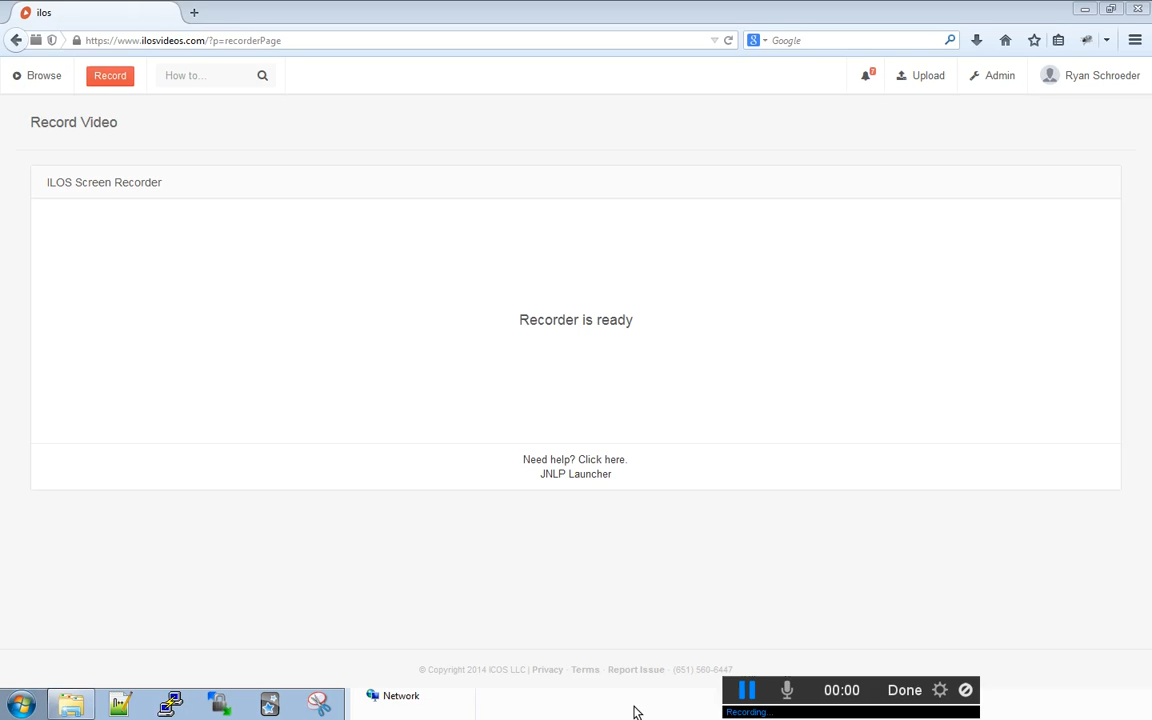 ilos
https://www.ilosvideos.com/?p=recorderPage
Google
Browse
Record
How to...
7
Upload
Admin
Ryan Schroeder
Record Video
ILOS Screen Recorder
Recorder is ready
Need help? Click here.
JNLP Launcher
© Copyright 2014 ICOS LLC | Privacy · Terms · Report Issue · (651) 560-6447
Network
00:00
Done
Recording...